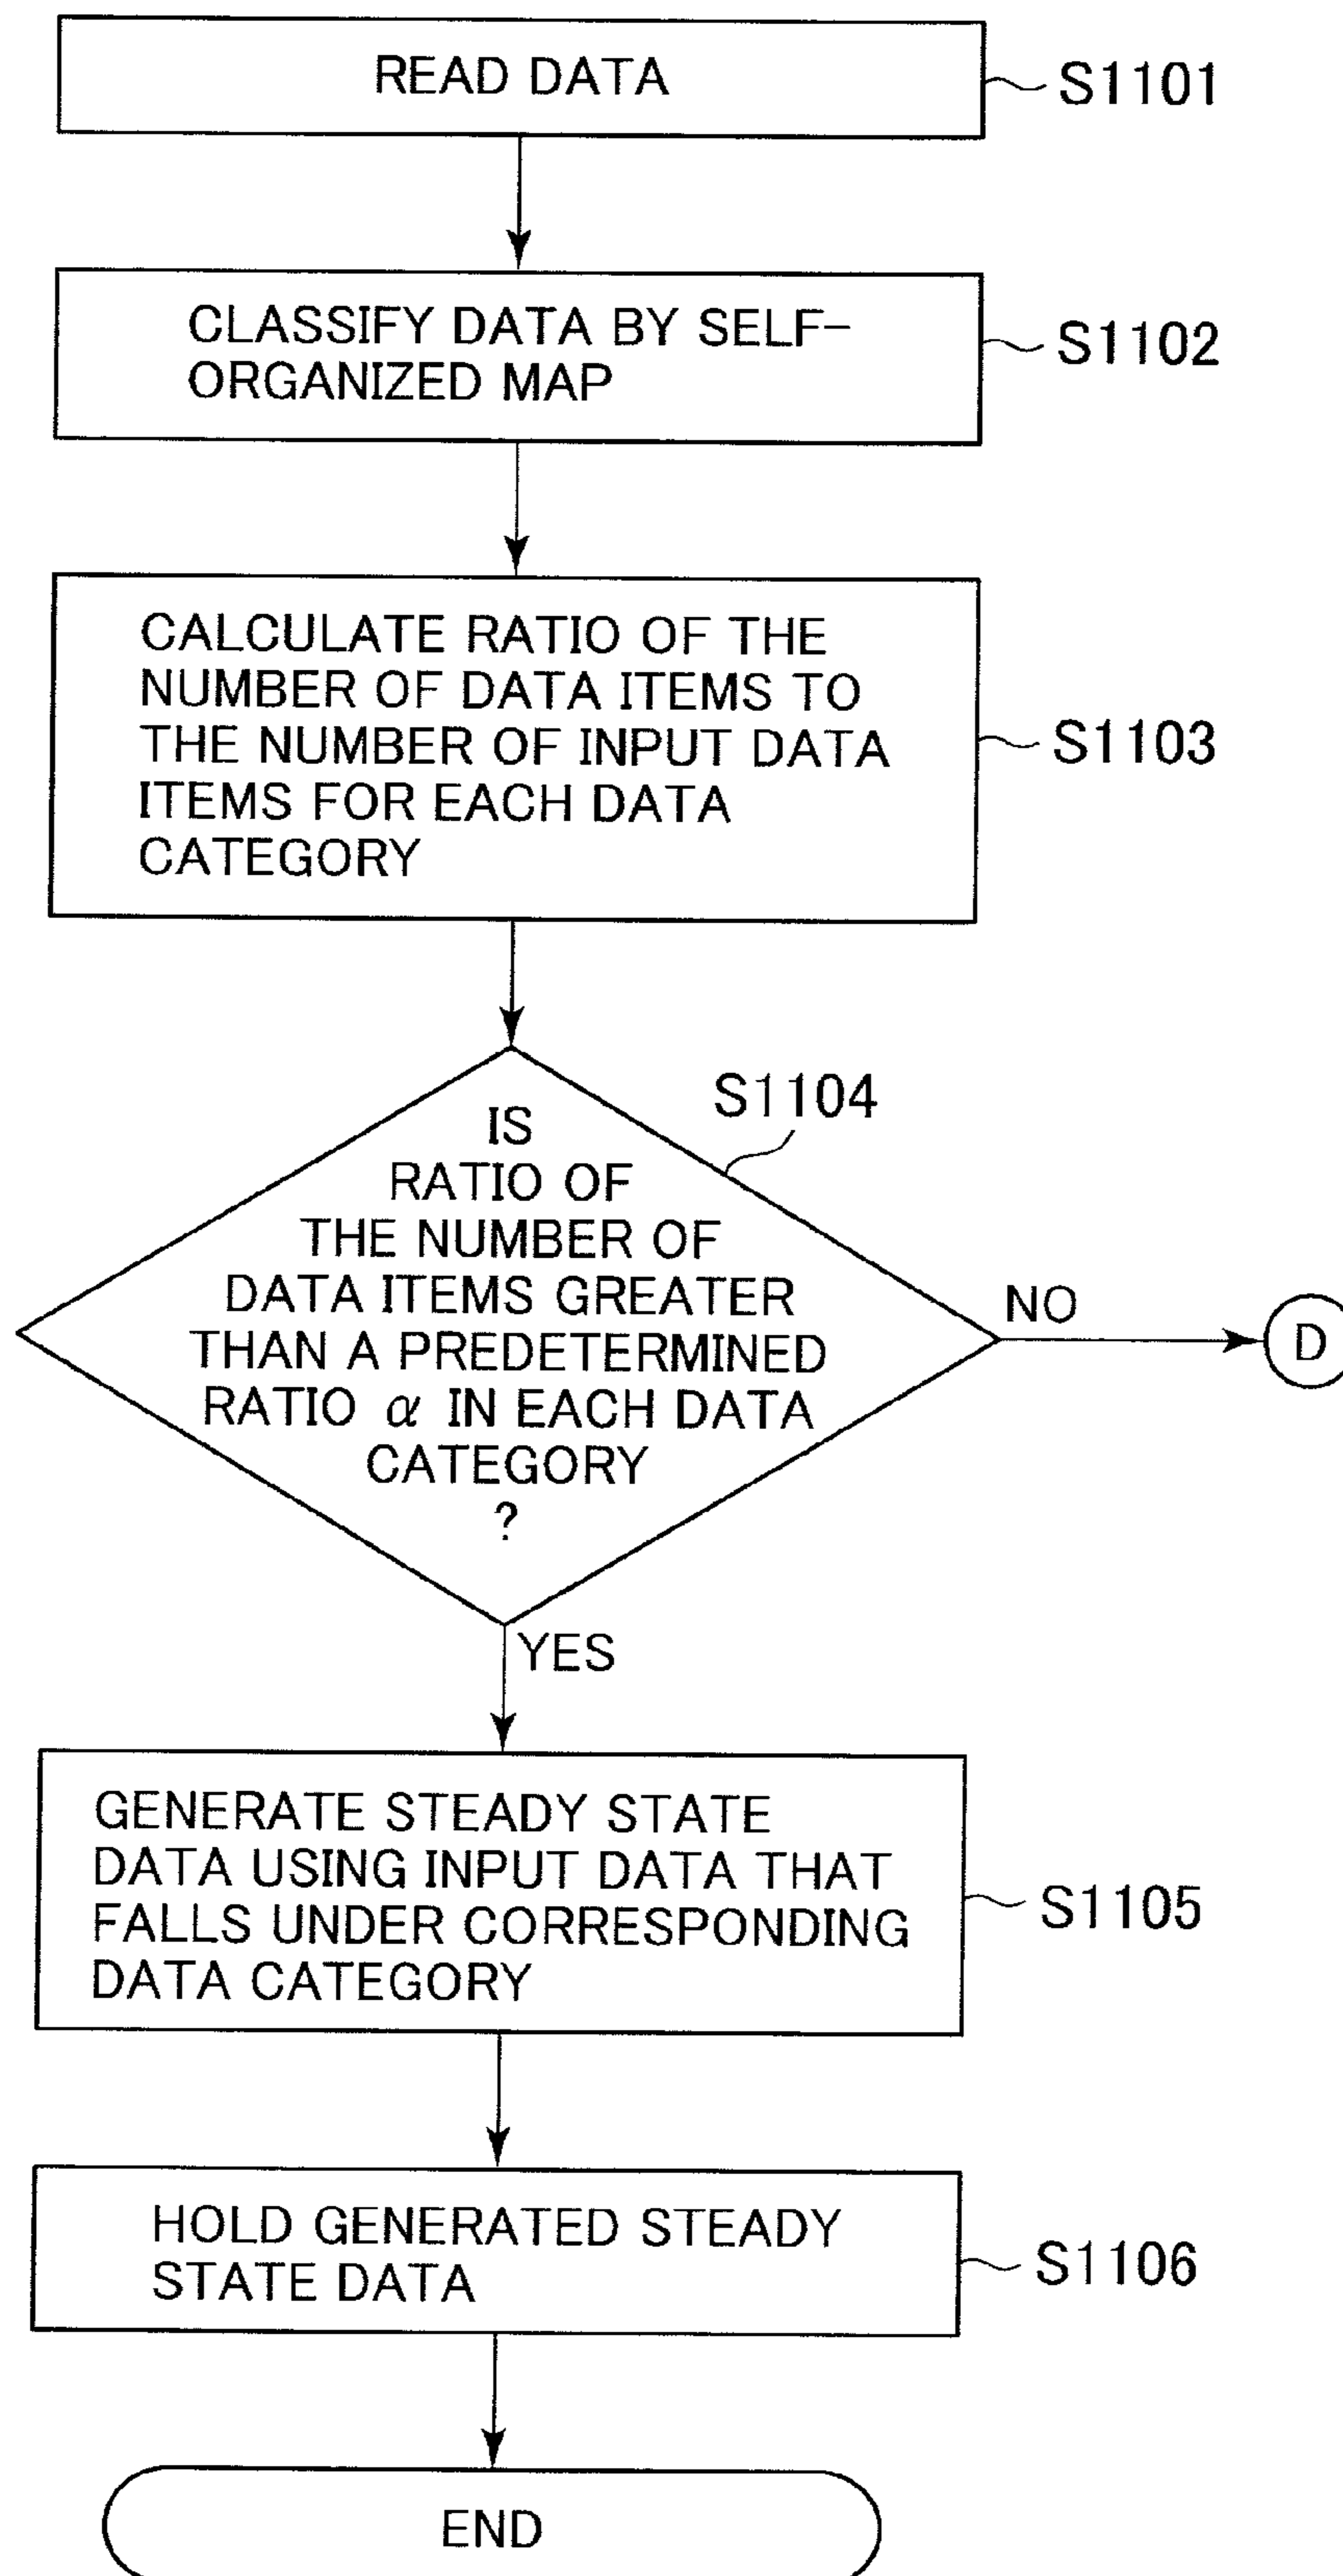 READ DATA
S1101
CLASSIFY DATA BY SELF-
ORGANIZED MAP
S1102
CALCULATE RATIO OF THE
NUMBER OF DATA ITEMS TO
THE NUMBER OF INPUT DATA
ITEMS FOR EACH DATA
CATEGORY
S1103
S1104
IS
RATIO OF
THE NUMBER OF
DATA ITEMS GREATER
THAN A PREDETERMINED
RATIO α IN EACH DATA
CATEGORY
?
NO
D
YES
GENERATE STEADY STATE
DATA USING INPUT DATA THAT
FALLS UNDER CORRESPONDING
DATA CATEGORY
S1105
HOLD GENERATED STEADY
STATE DATA
S1106
END